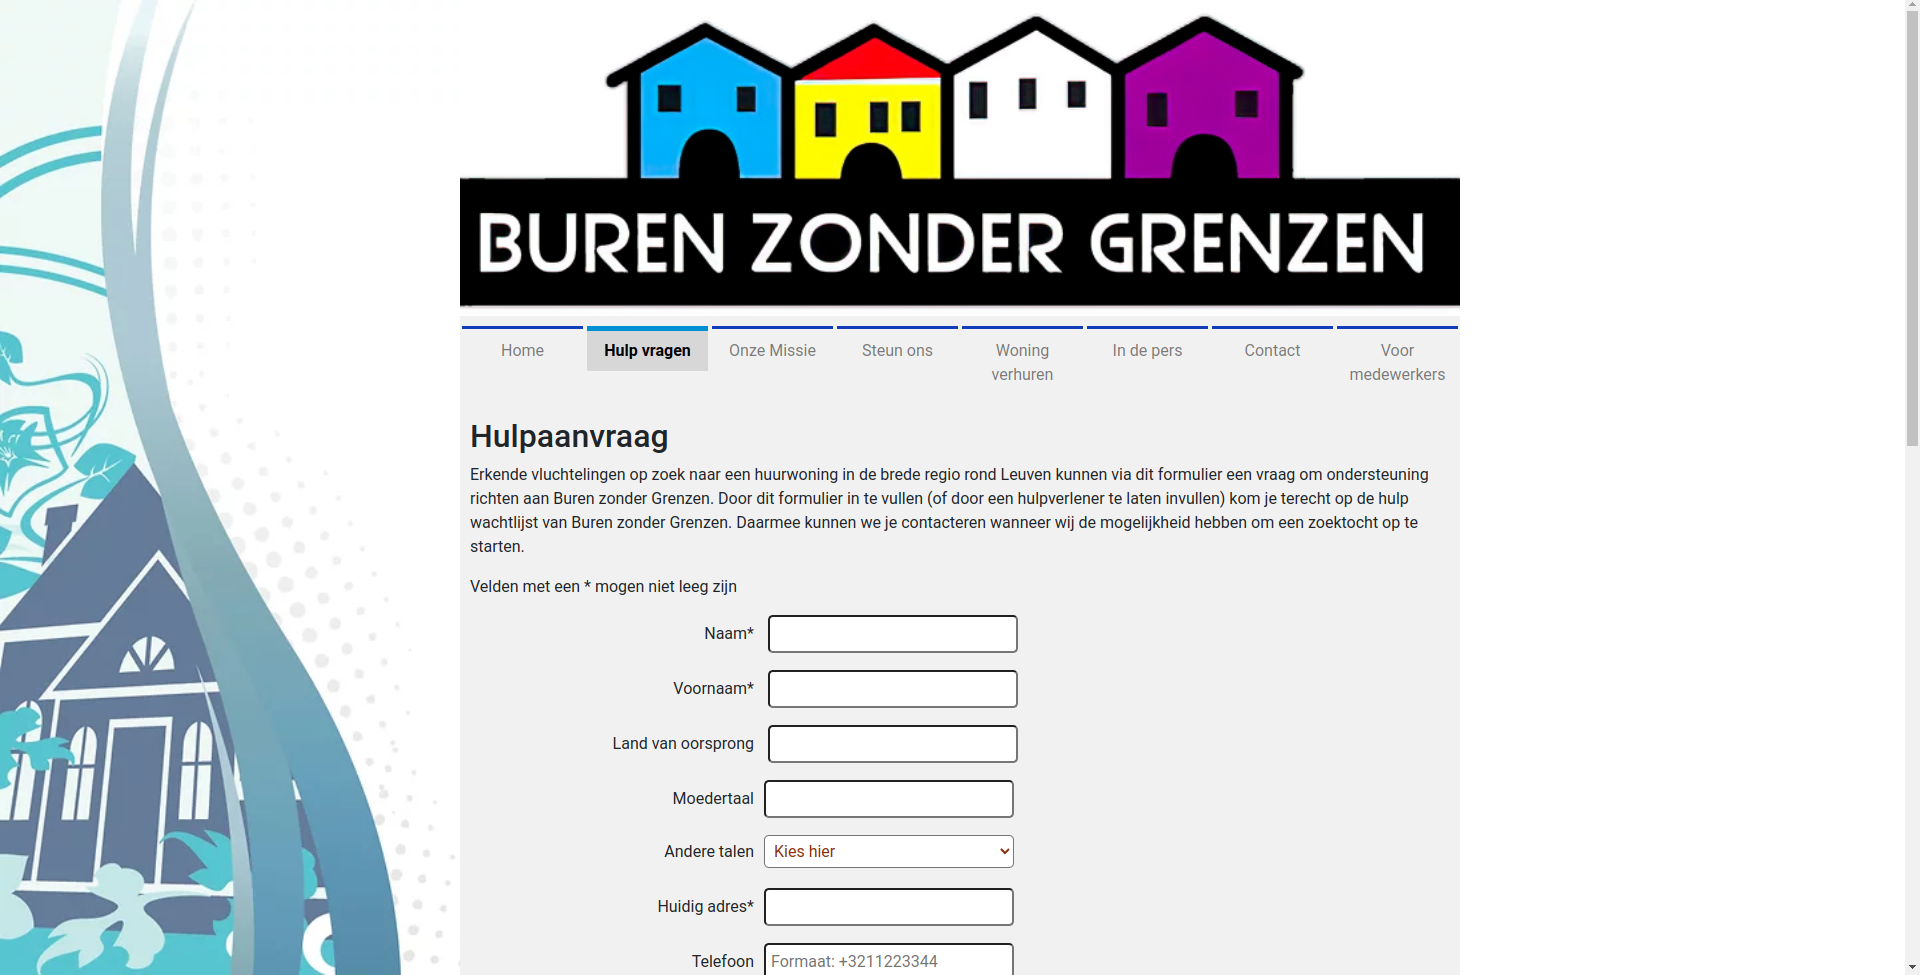 BUREN ZONDER GRENZEN
Home
Hulp vragen
Onze Missie
Steun ons
Woning
verhuren
In de pers
Contact
Voor
medewerkers
Hulpaanvraag
Erkende vluchtelingen op zoek naar een huurwoning in de brede regio rond Leuven kunnen via dit formulier een vraag om ondersteuning
richten aan Buren zonder Grenzen. Door dit formulier in te vullen (of door een hulpverlener te laten invullen) kom je terecht op de hulp
wachtlijst van Buren zonder Grenzen. Daarmee kunnen we je contacteren wanneer wij de mogelijkheid hebben om een zoektocht op te
starten.
Velden met een * mogen niet leeg zijn
Naam*
Voornaam*
Land van oorsprong
Moedertaal
Andere talen Kies hier
Huidig adres*
Telefoon Formaat: +3211223344